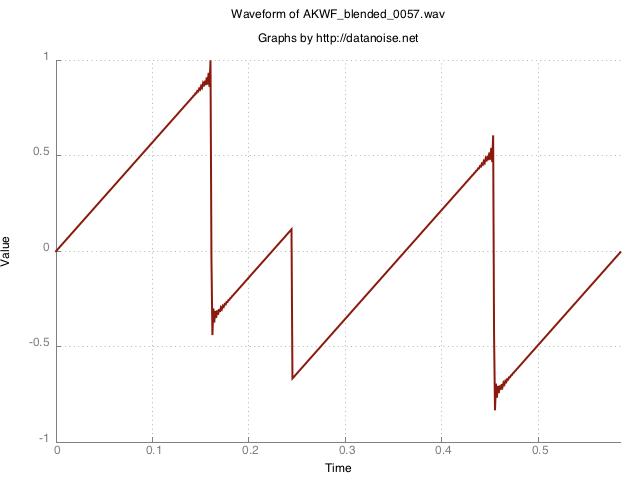 Waveform of AKWF_blended_0057.wav
Graphs by http://datanoise.net
1
0.5
0
-0.5
-1
Value
0 0.1 0.2 0.3 0.4 0.5
Time